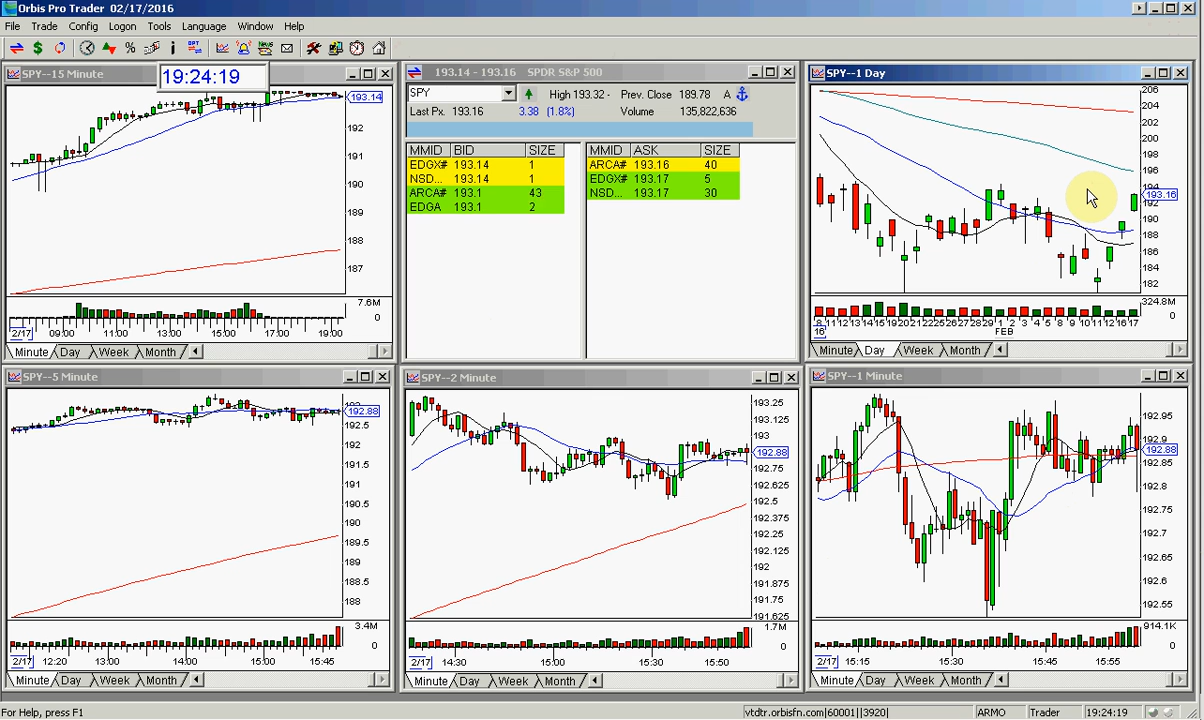 Orbis Pro Trader 02/17/2016
File Trade Config Logon Tools Language Window Help
19:24:19
SPY--15 Minute
193.14
192
191
190
189
188
187
7.6M
0
2/17 09:00 11:00 13:00 15:00 17:00 19:00
Minute Day Week Month
193.14 - 193.16 SPDR S&P 500
SPY High 193.32 - Prev. Close 189.78 A
Last Px. 193.16 3.38 (1.8%) Volume 135,822,636
MMID BID SIZE
EDGX# 193.14 1
NSD... 193.14 1
ARCA# 193.1 43
EDGA 193.1 2
MMID ASK SIZE
ARCA# 193.16 40
EDGX# 193.17 5
NSD... 193.17 30
SPY--1 Day
206
204
202
200
198
196
194
193.16
192
190
188
186
184
182
324.8M
0
FEB
16
Minute Day Week Month
SPY--5 Minute
192.88
192.5
191.5
191
190.5
190
189.5
189
188.5
188
3.4M
0
2/17 12:20 13:00 14:00 15:00 15:45
Minute Day Week Month
SPY--2 Minute
193.25
193.125
193
192.88
192.75
192.625
192.5
192.375
192.25
192.125
192
191.875
191.75
191.625
1.7M
0
2/17 14:30 15:00 15:30 15:50
Minute Day Week Month
SPY--1 Minute
192.95
192.9
192.88
192.85
192.8
192.75
192.7
192.65
192.6
192.55
914.1K
0
2/17 15:15 15:30 15:45 15:55
Minute Day Week Month
For Help, press F1
vtdtr.orbisfn.com|60001||3920| ARMO Trader 19:24:19